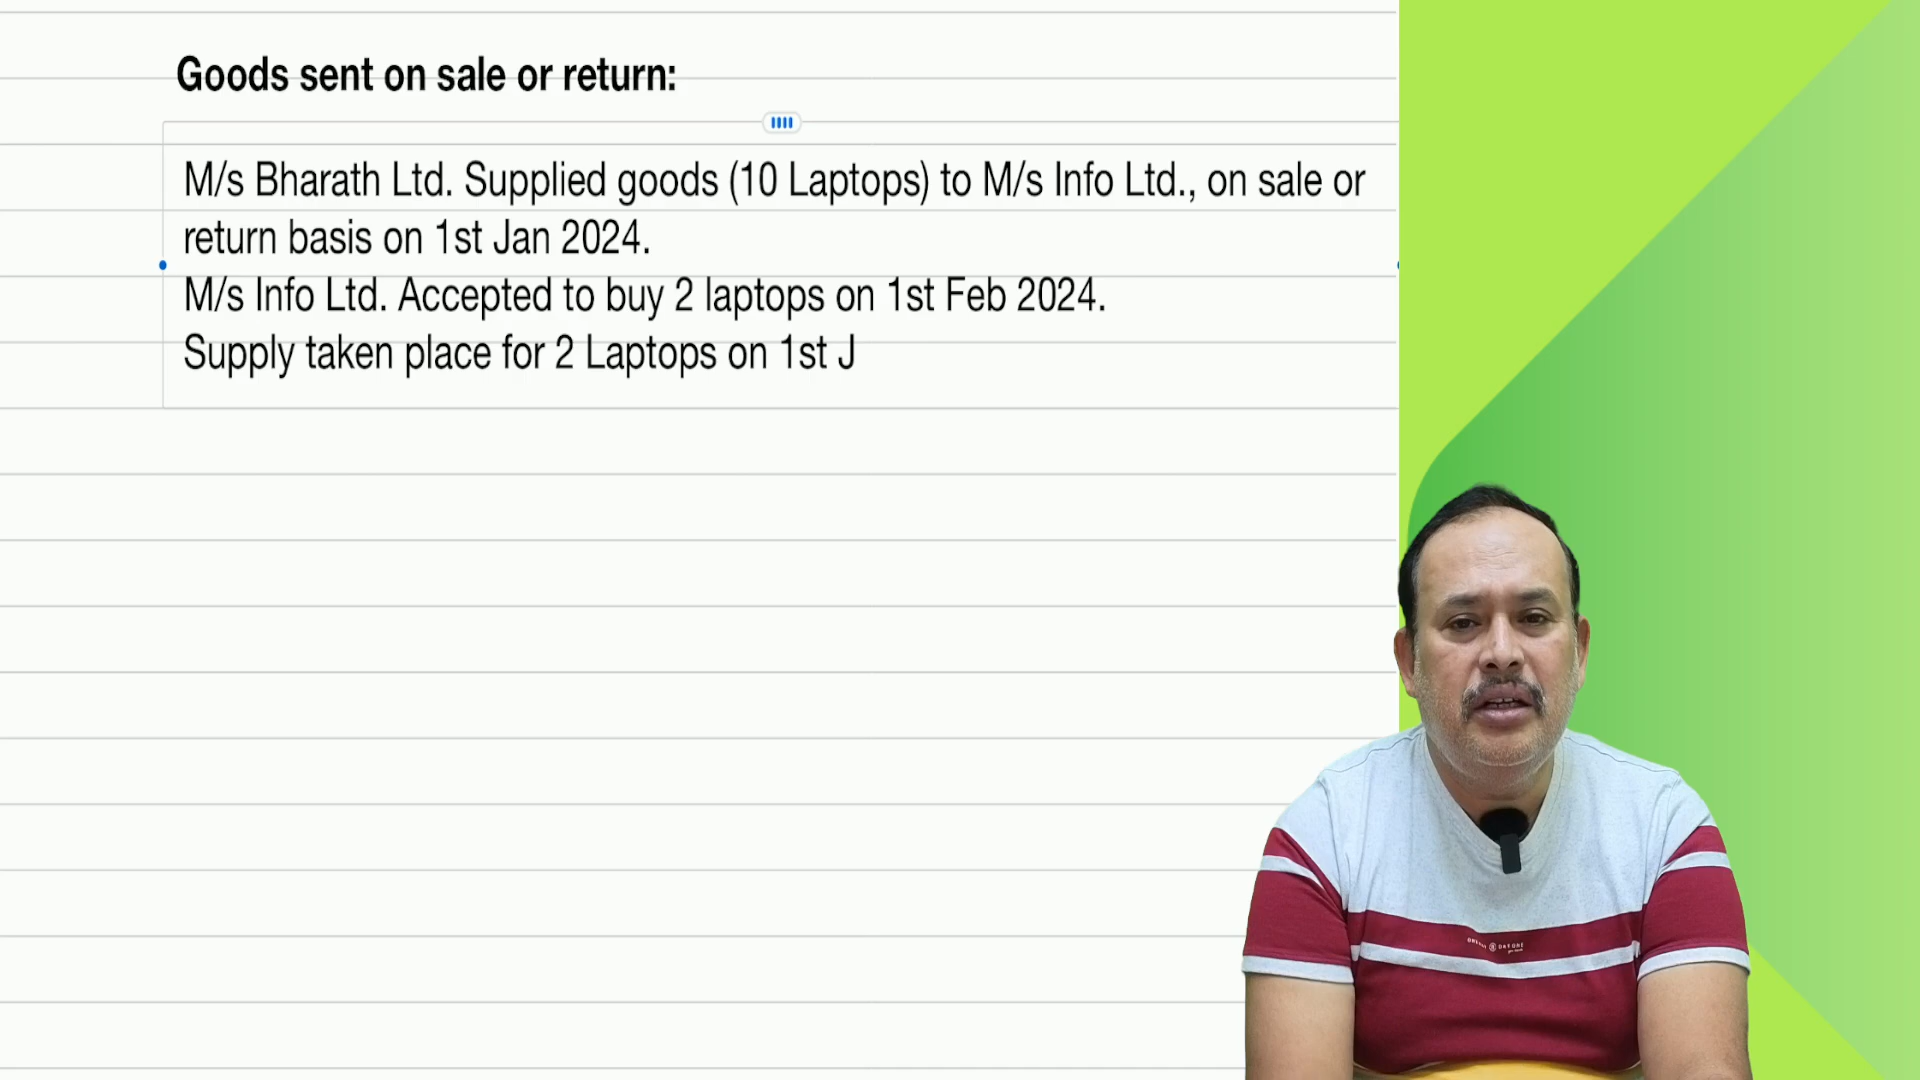 Goods sent on sale or return:
M/s Bharath Ltd. Supplied goods (10 Laptops) to M/s Info Ltd., on sale or
return basis on 1st Jan 2024.
M/s Info Ltd. Accepted to buy 2 laptops on 1st Feb 2024.
Supply taken place for 2 Laptops on 1st J